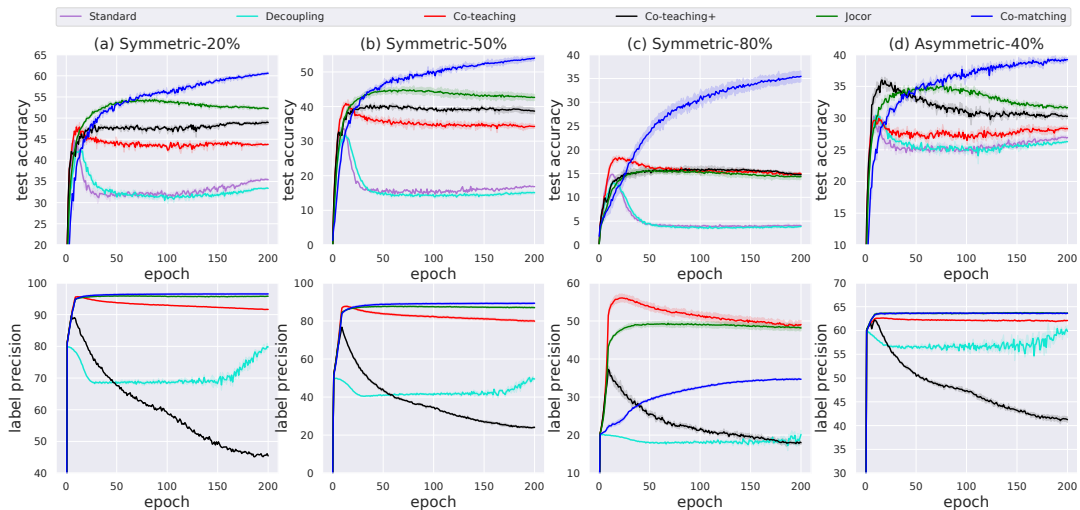 Standard Decoupling Co-teaching Co-teaching+ Jocor Co-matching
(a) Symmetric-20% (b) Symmetric-50% (c) Symmetric-80% (d) Asymmetric-40%
test accuracy
65
60
55
50
45
40
35
30
25
20
0 50 100 150 200
epoch
test accuracy
50
40
30
20
10
0
0 50 100 150 200
epoch
test accuracy
40
35
30
25
20
15
10
5
0
0 50 100 150 200
epoch
test accuracy
40
35
30
25
20
15
10
0 50 100 150 200
epoch
label precision
100
90
80
70
60
50
40
0 50 100 150 200
epoch
label precision
100
80
60
40
20
0
0 50 100 150 200
epoch
label precision
60
50
40
30
20
10
0 50 100 150 200
epoch
label precision
70
65
60
55
50
45
40
35
30
0 50 100 150 200
epoch